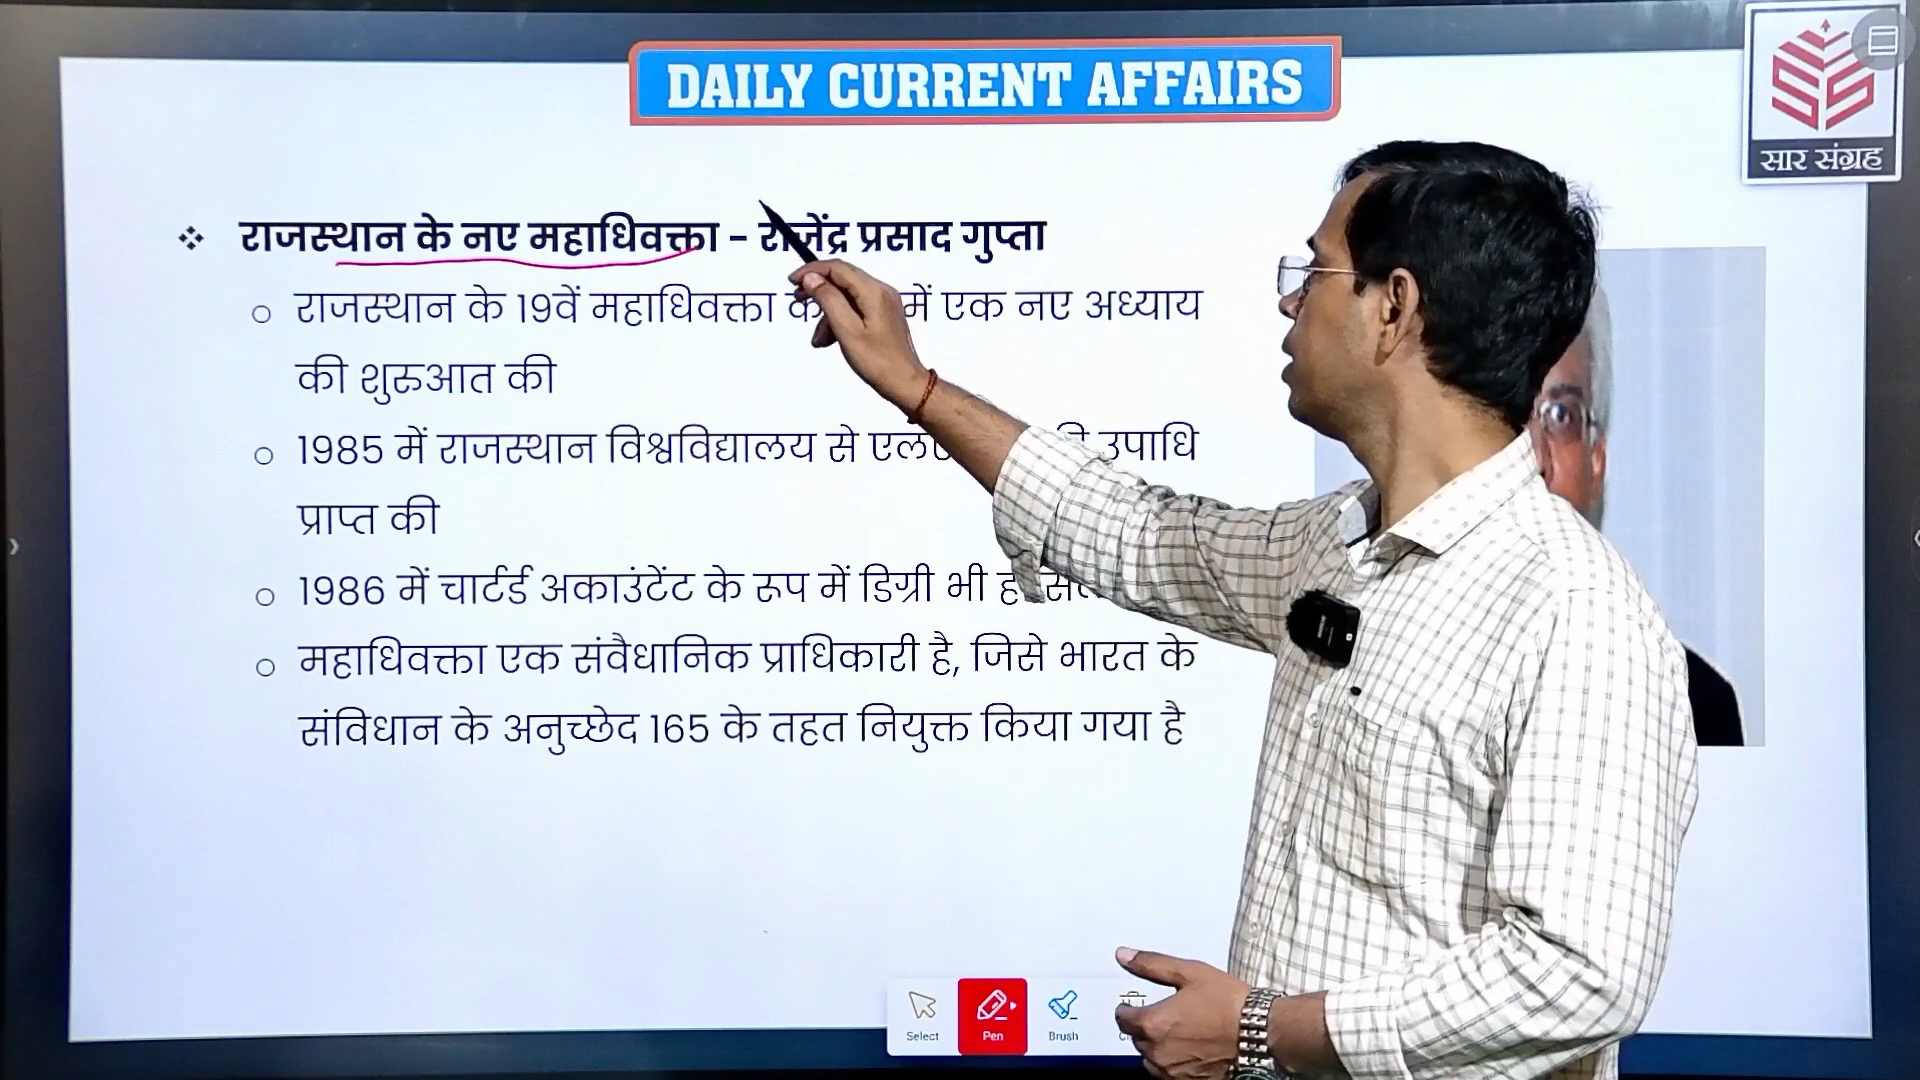 DAILY CURRENT AFFAIRS
सार संग्रह
राजस्थान के नए महाधिवक्ता - राजेंद्र प्रसाद गुप्ता
राजस्थान के 19वें महाधिवक्ता में एक नए अध्याय
की शुरुआत की
1985 में राजस्थान विश्वविद्यालय से उपाधि
प्राप्त की
1986 में चार्टर्ड अकाउंटेंट के रूप में डिग्री भी
महाधिवक्ता एक संवैधानिक प्राधिकारी है, जिसे भारत के
संविधान के अनुच्छेद 165 के तहत नियुक्त किया गया है
Select Pen Brush